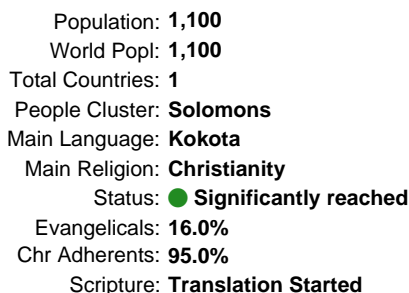 Population: 1,100
World Popl: 1,100
Total Countries: 1
People Cluster: Solomons
Main Language: Kokota
Main Religion: Christianity
Status: Significantly reached
Evangelicals: 16.0%
Chr Adherents: 95.0%
Scripture: Translation Started